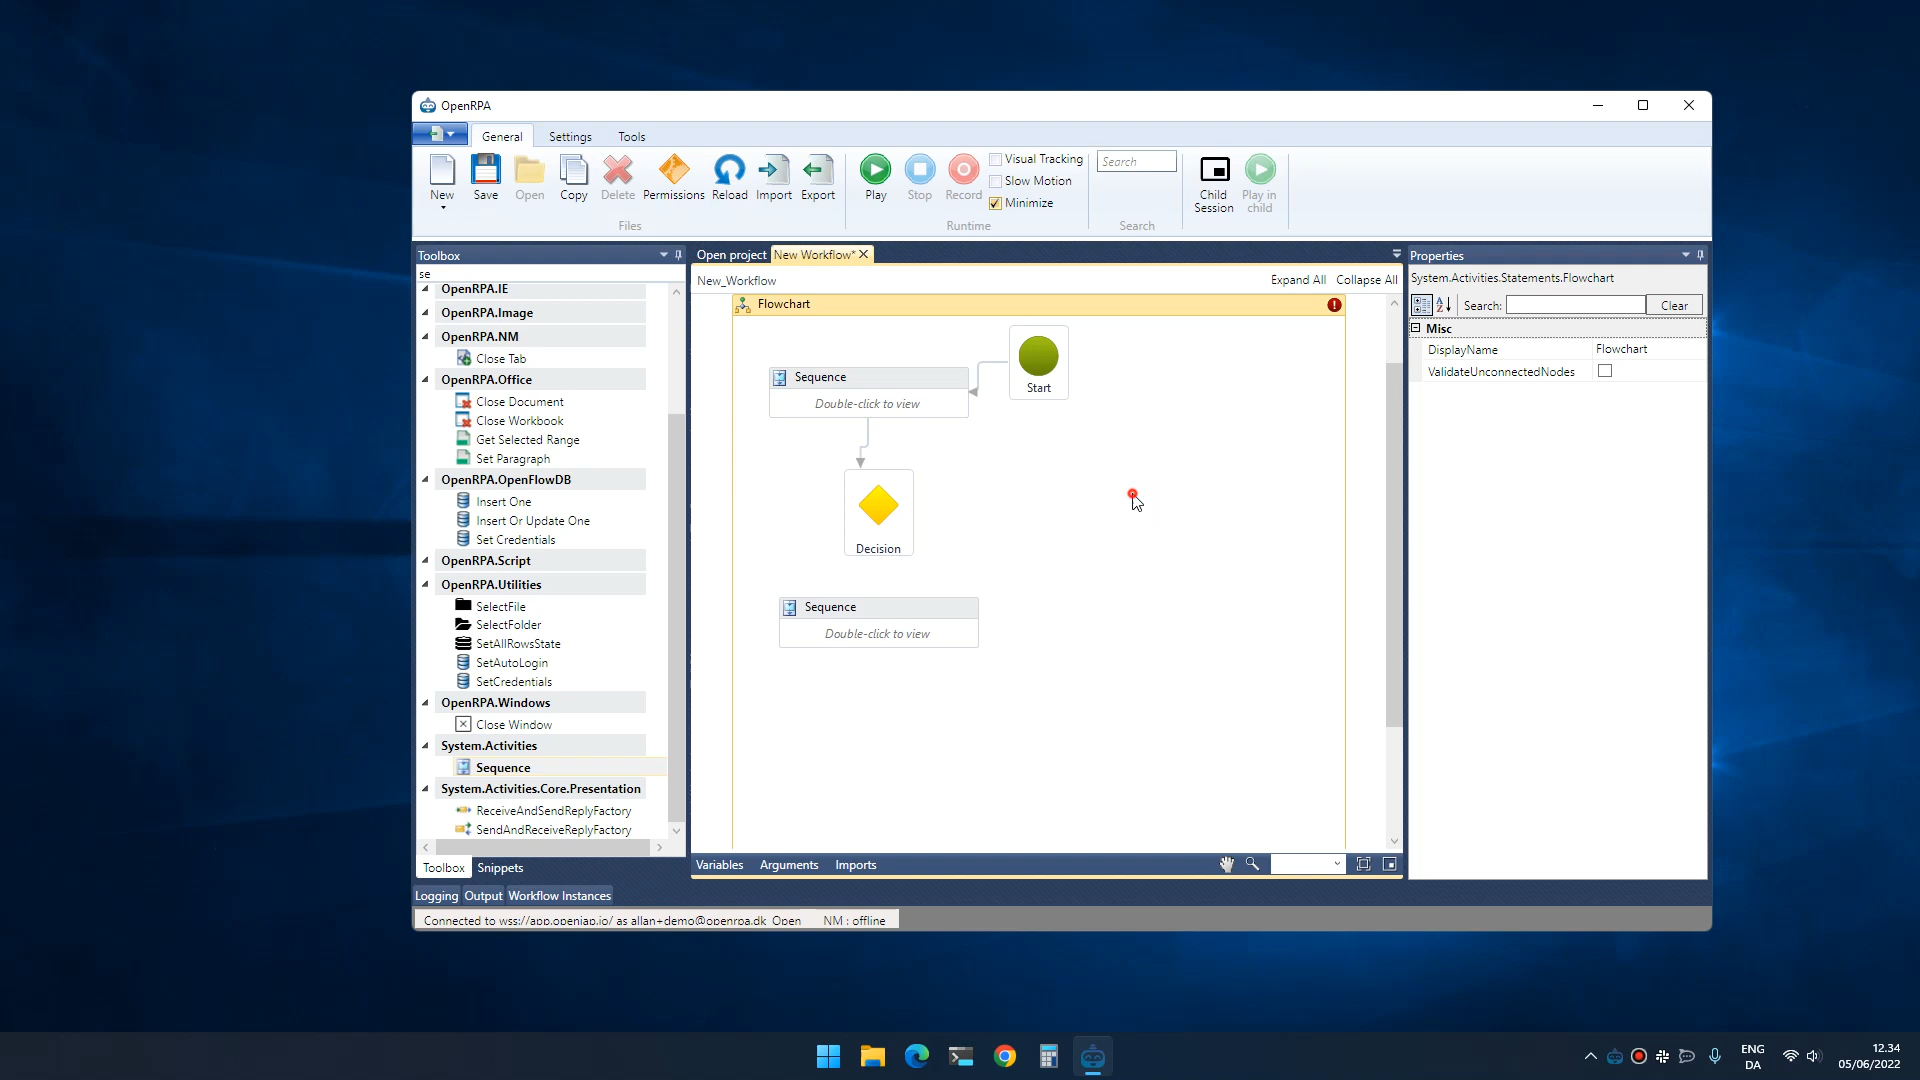 OpenRPA
General Settings Tools
New Save Open Copy Delete Permissions Reload Import Export
Files
Play Stop Record
Visual Tracking
Slow Motion
Minimize
Runtime
Search
Search
Child Session Play in child
Toolbox
se
OpenRPA.IE
OpenRPA.Image
OpenRPA.NM
Close Tab
OpenRPA.Office
Close Document
Close Workbook
Get Selected Range
Set Paragraph
OpenRPA.OpenFlowDB
Insert One
Insert Or Update One
Set Credentials
OpenRPA.Script
OpenRPA.Utilities
SelectFile
SelectFolder
SetAllRowsState
SetAutoLogin
SetCredentials
OpenRPA.Windows
Close Window
System.Activities
Sequence
System.Activities.Core.Presentation
ReceiveAndSendReplyFactory
SendAndReceiveReplyFactory
Toolbox Snippets
Open project New Workflow*
New_Workflow Expand All Collapse All
Flowchart
Start
Sequence
Double-click to view
Decision
Sequence
Double-click to view
Variables Arguments Imports
Properties
System.Activities.Statements.Flowchart
Search: Clear
Misc
DisplayName Flowchart
ValidateUnconnectedNodes
Logging Output Workflow Instances
Connected to wss://app.openiap.io/ as allan+demo@openrpa.dk Open NM : offline
ENG
DA
12.34
05/06/2022